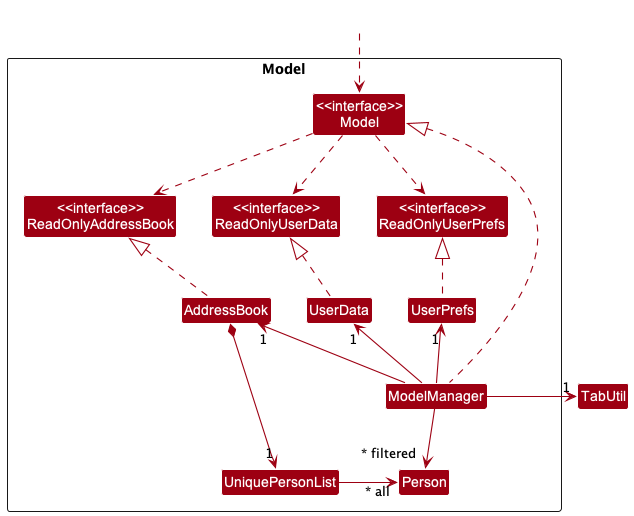 Model
<<interface>>
Model
<<interface>>
ReadOnlyAddressBook
<<interface>>
ReadOnlyUserData
<<interface>>
ReadOnlyUserPrefs
AddressBook
UserData
UserPrefs
1
1
1
ModelManager
1
TabUtil
* filtered
1
UniquePersonList
Person
* all